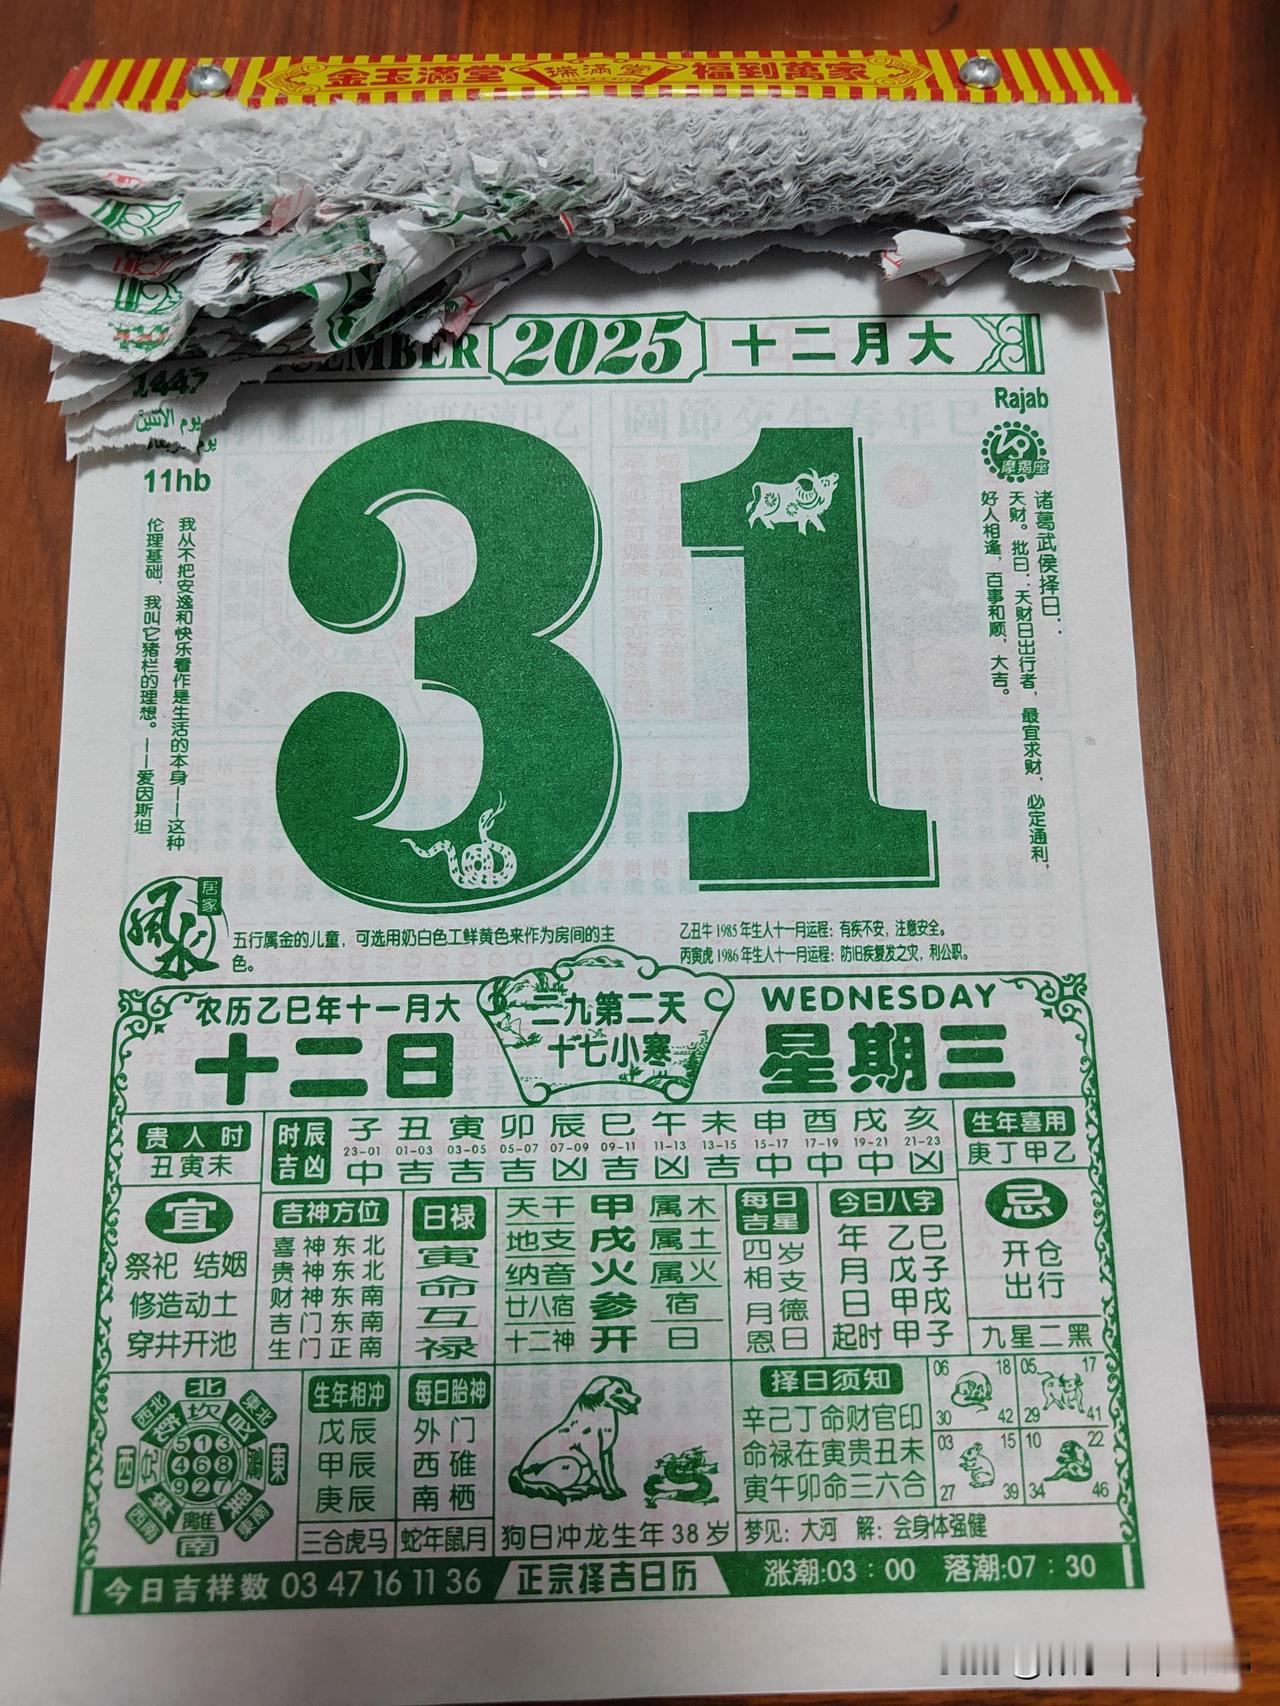 金玉滿堂
瑞滿堂
福到萬家
2025
十二月大
1447
Rajab
11hb
摩羯座
诸葛武侯择日:
天财。批曰:天财日出行者,最宜求财,必定通利,
好人相逢,百事和顺,大吉。
我从不把安逸和快乐看作是生活的本身——这种
伦理基础,我叫它猪栏的理想。——爱因斯坦
31
居家
風水
五行属金的儿童,可选用奶白色工鲜黄色来作为房间的主
色。
乙丑牛1985年生人十一月运程:有疾不安,注意安全。
丙寅虎1986年生人十一月运程:防旧疾复发之灾,利公职。
农历乙巳年十一月大
十二日
二九第二天
十七小寒
WEDNESDAY
星期三
贵人时
丑寅未
时辰吉凶
子 丑 寅 卯 辰 巳 午 未 申 酉 戌 亥
23-01 01-03 03-05 05-07 07-09 09-11 11-13 13-15 15-17 17-19 19-21 21-23
中 吉 吉 吉 凶 吉 凶 吉 中 中 中 凶
生年喜用
庚丁甲乙
宜
祭祀 结姻
修造动土
穿井开池
吉神方位
喜神东北
贵神东北
财神东南
吉门东南
生门正南
日禄
寅命互禄
天干 甲 属木
地支 戌 属土
纳音 火 属火
廿八宿 参 宿
十二神 开 日
每日吉星
四相月恩
岁支德日
今日八字
年 乙巳
月 戊子
日 甲戌
起时 甲子
忌
开仓
出行
九星二黑
北
西北
東北
西
東
西南
東南
南
坎
離
513
468
927
生年相冲
戊辰
甲辰
庚辰
三合虎马
每日胎神
外门
西碓
南栖
蛇年鼠月
狗日冲龙生年38岁
择日须知
辛己丁命财官印
命禄在寅贵丑未
寅午卯命三六合
梦见:大河 解:会身体强健
06 18
30 42
05 17
29 41
03 15
27 39
10 22
34 46
今日吉祥数 03 47 16 11 36
正宗择吉日历
涨潮:03:00 落潮:07:30